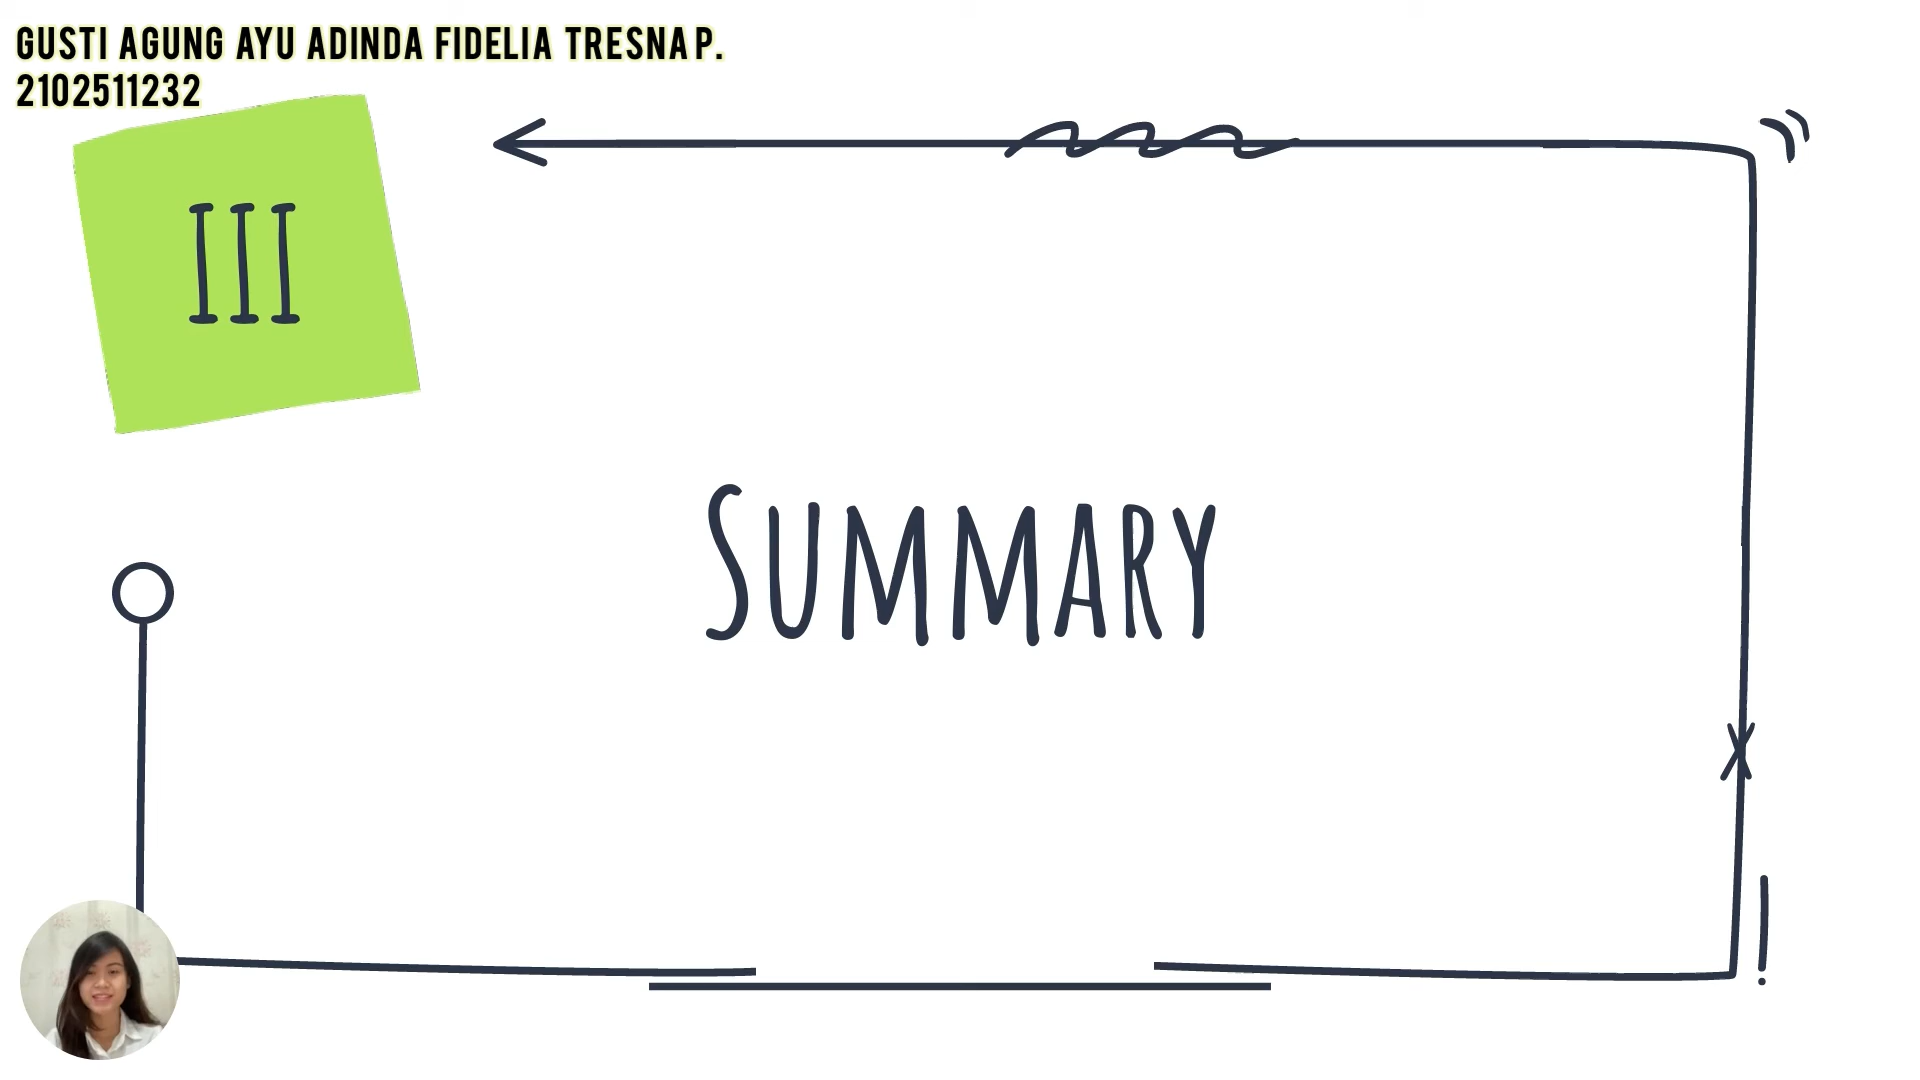 GUSTI AGUNG AYU ADINDA FIDELIA TRESNA P.
2102511232
III
SUMMARY